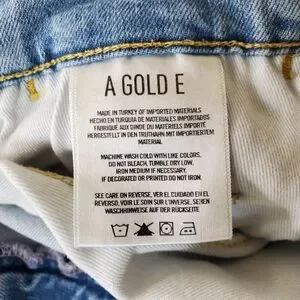 A GOLD E
MADE IN TURKEY OF IMPORTED MATERIALS
HECHO EN TURQUIA DE MATERIALES IMPORTADOS
FABRIQUE AUX DINDE DU MATERIELS IMPORTE
HERGESTELLT IN DEN TRUTHAHN MIT IMPORTIERTEM
MATERIAL
MACHINE WASH COLD WITH LIKE COLORS,
DO NOT BLEACH, TUMBLE DRY LOW,
IRON MEDIUM IF NECESSARY.
IF DECORATED OR PRINTED DO NOT IRON.
SEE CARE ON REVERSE, VER EL CUIDADO EN EL
REVERSO, VOIR LE SOIN SUR L'INVERSE, SEHEN
WASCHHINWEISE AUF DER RÜCKSEITE